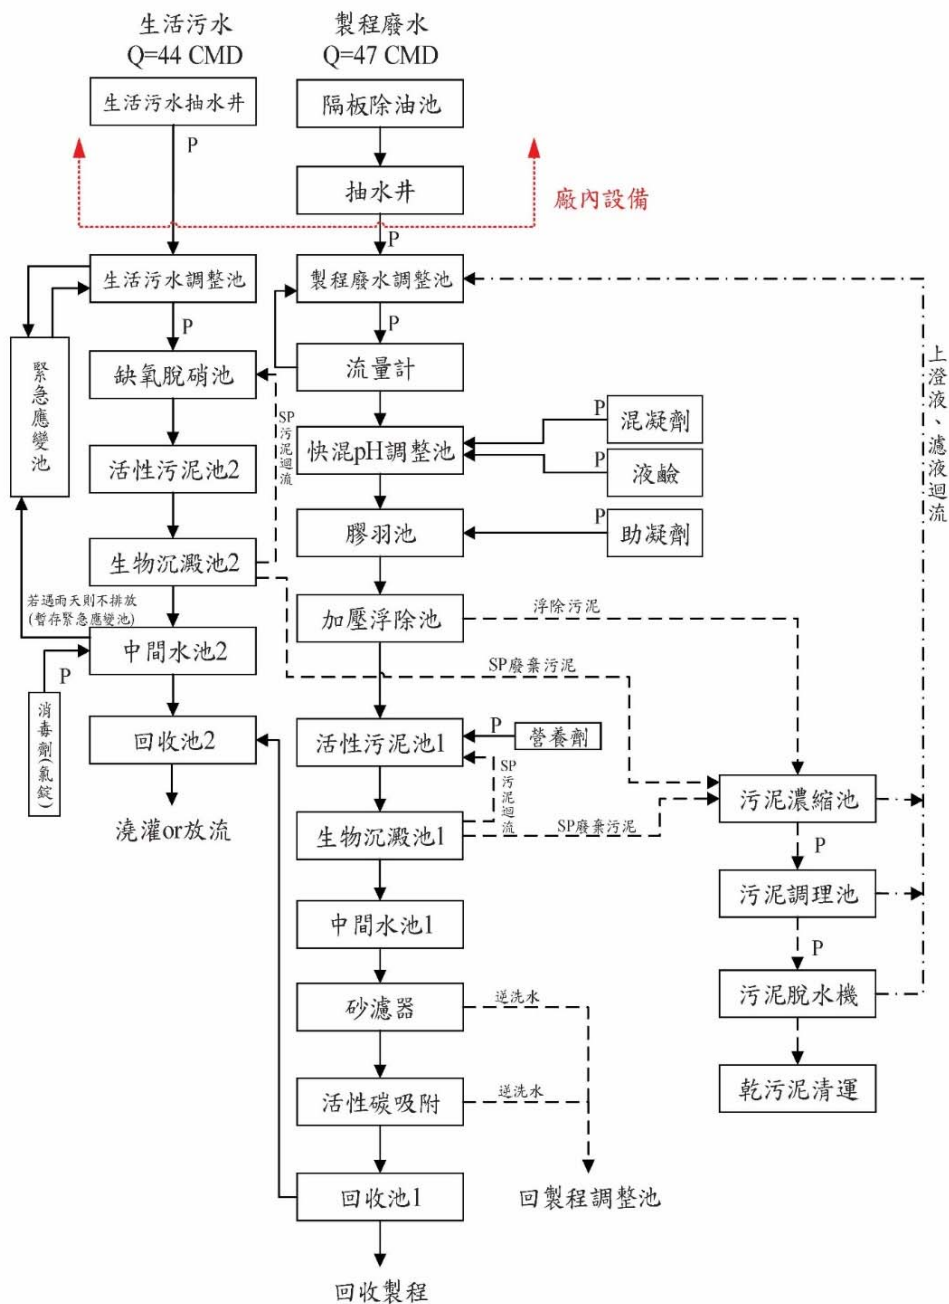 生活污水
Q=44 CMD
製程廢水
Q=47 CMD
生活污水抽水井
隔板除油池
P
抽水井
廠內設備
P
生活污水調整池
製程廢水調整池
P
P
緊急應變池
缺氧脫硝池
流量計
上澄液、濾液迴流
SP污泥迴流
P
混凝劑
快混pH調整池
活性污泥池2
P
液鹼
膠羽池
P
助凝劑
生物沉澱池2
若遇雨天則不排放
(暫存緊急應變池)
加壓浮除池
浮除污泥
中間水池2
SP廢棄污泥
P
消毒劑(氯錠)
回收池2
活性污泥池1
P
營養劑
SP污泥迴流
污泥濃縮池
澆灌or放流
生物沉澱池1
SP廢棄污泥
P
污泥調理池
中間水池1
P
砂濾器
逆洗水
污泥脫水機
活性碳吸附
逆洗水
乾污泥清運
回收池1
回製程調整池
回收製程